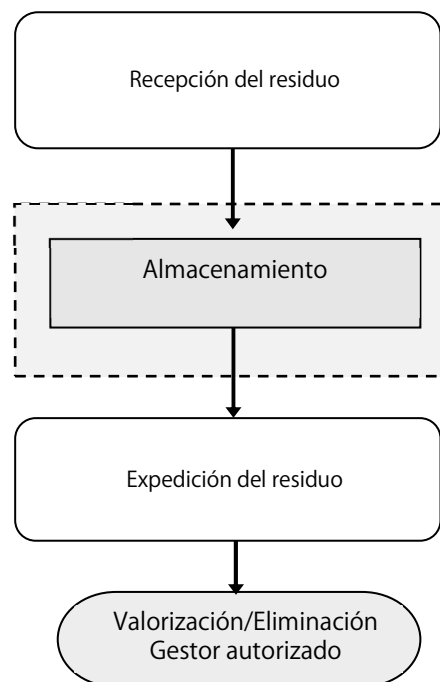 Recepción del residuo
Almacenamiento
Expedición del residuo
Valorización/Eliminación
Gestor autorizado